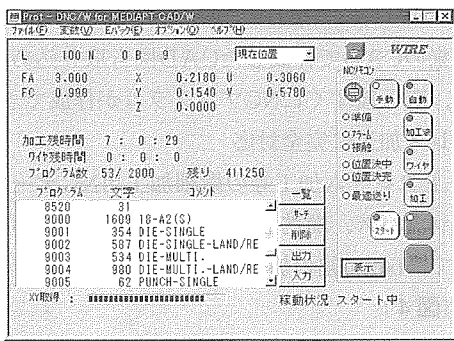 Prot - DNC/W for MEDIAPT CAD/W
ファイル(F) 変数(V) Eパック(E) オプション(O) ヘルプ(H)
L 100 N 0 B 9 現在位置 WIRE
FA 3.000 X 0.2180 U 0.3060
FC 0.998 Y 0.1540 V 0.5780
Z 0.0000
NCリモコン
手動 自動
準備
アラーム 加工液
接触
位置決中 ワイヤ
位置決完
最適送り 加工
スタート
加工残時間 7 : 0 : 29
ワイヤ残時間 0 : 0 : 0
プログラム数 53/ 2800 残り 411250
プログラム 文字 コメント 一覧
8520 31
9000 1609 18-A2(S) サーチ
9001 354 DIE-SINGLE
9002 587 DIE-SINGLE-LAND/RE 削除
9003 534 DIE-MULTI.
9004 980 DIE-MULTI.-LAND/RE 出力
9005 62 PUNCH-SINGLE 入力
表示
XY取得 :
稼動状況 スタート中